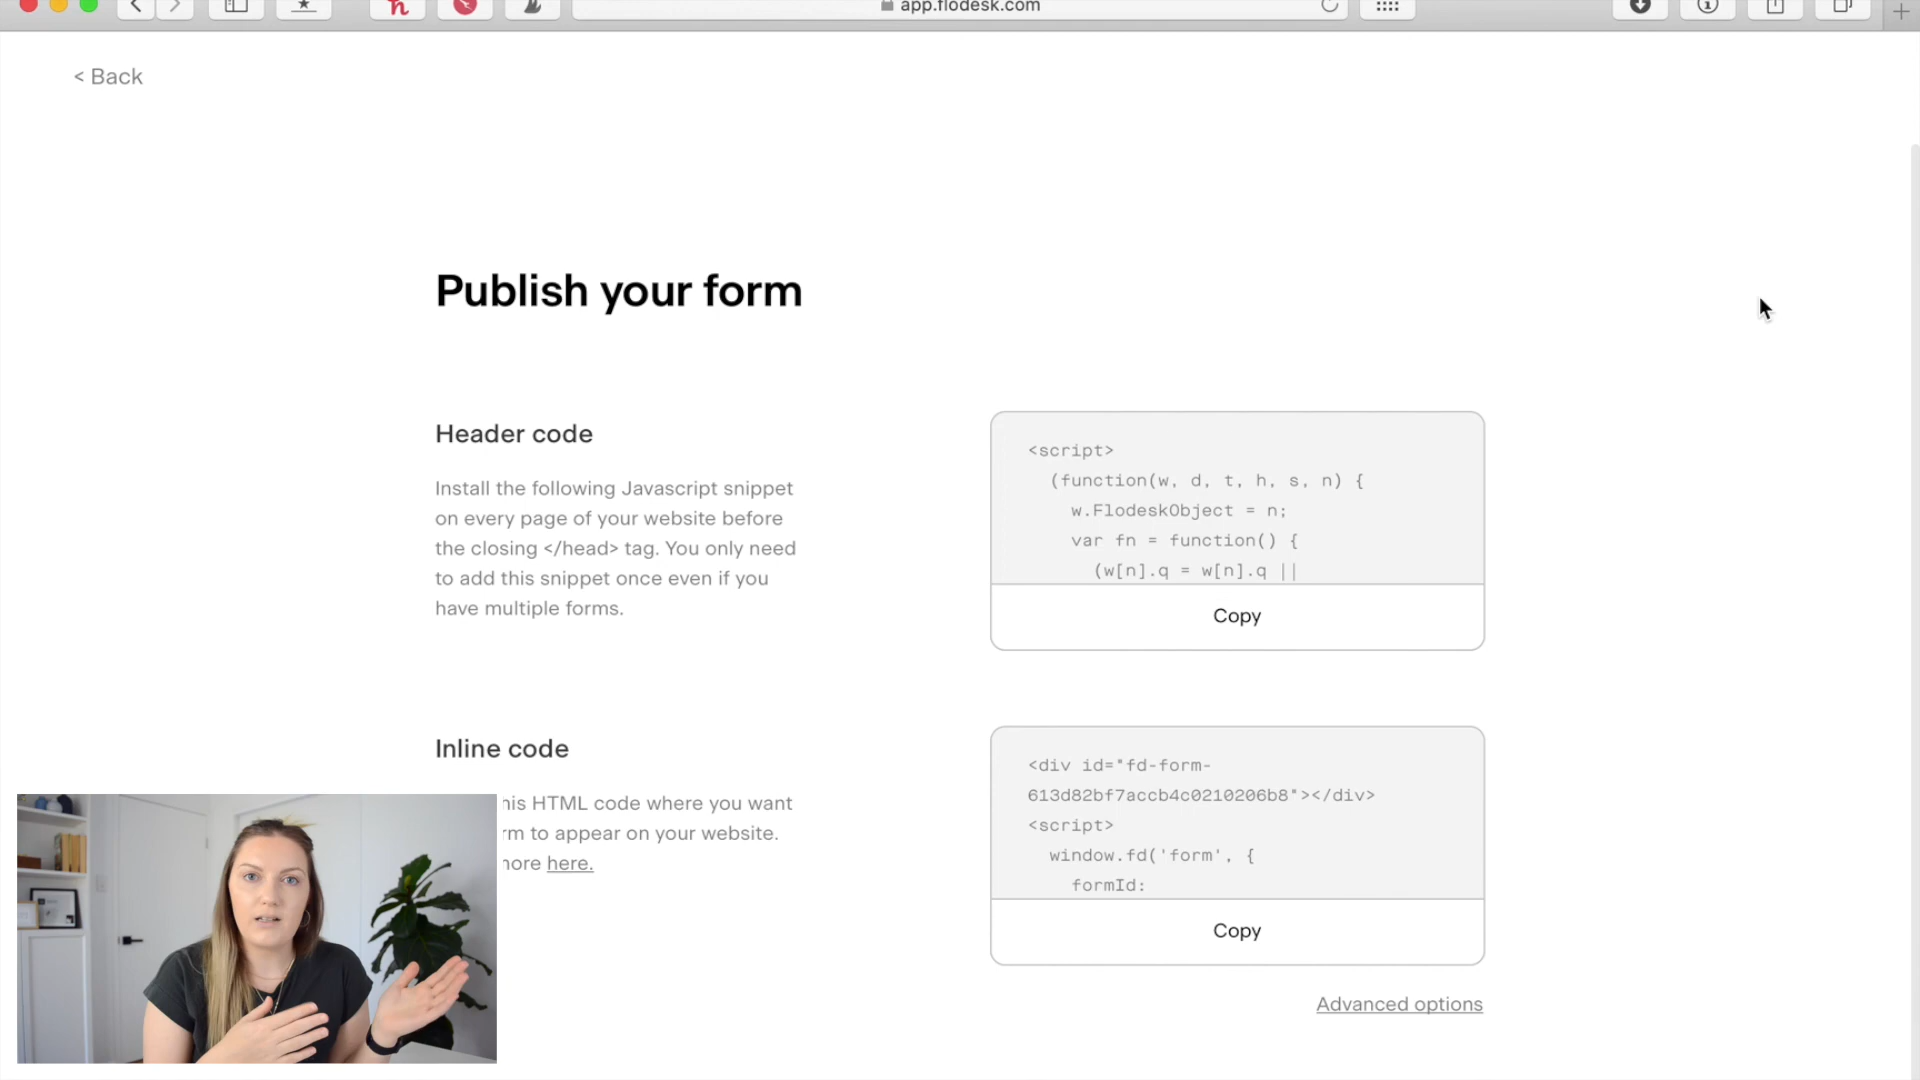 app.flodesk.com
< Back
Publish your form
Header code
Install the following Javascript snippet
on every page of your website before
the closing </head> tag. You only need
to add this snippet once even if you
have multiple forms.
<script>
(function(w, d, t, h, s, n) {
w.FlodeskObject = n;
var fn = function() {
(w[n].q = w[n].q ||
Copy
Inline code
his HTML code where you want
rm to appear on your website.
more here.
<div id="fd-form-
613d82bf7accb4c0210206b8"></div>
<script>
window.fd('form', {
formId:
Copy
Advanced options